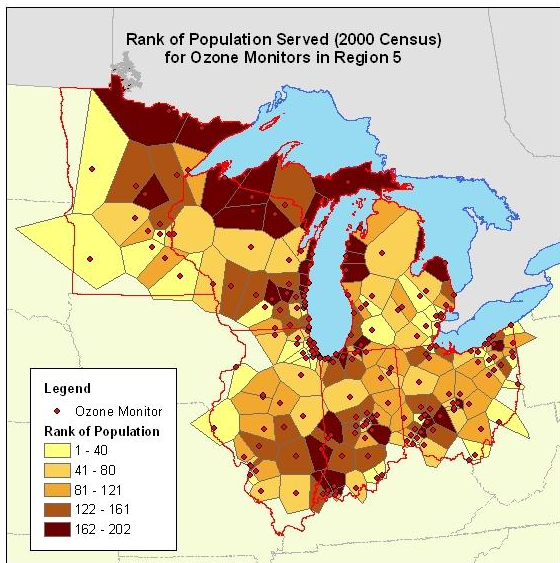 Rank of Population Served (2000 Census)
for Ozone Monitors in Region 5
Legend
Ozone Monitor
Rank of Population
1 - 40
41 - 80
81 - 121
122 - 161
162 - 202